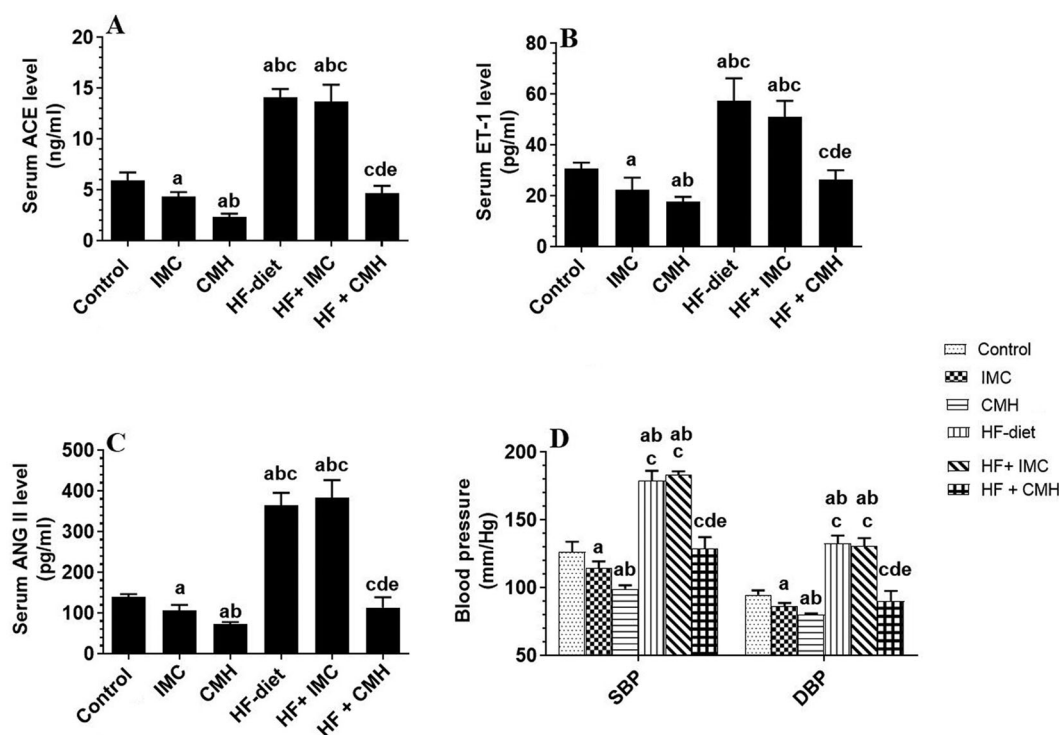 A
Serum ACE level
(ng/ml)
20
15
10
5
0
a
ab
abc
abc
cde
Control
IMC
CMH
HF-diet
HF+ IMC
HF + CMH
B
Serum ET-1 level
(pg/ml)
80
60
40
20
0
a
ab
abc
abc
cde
Control
IMC
CMH
HF-diet
HF+ IMC
HF + CMH
C
Serum ANG II level
(pg/ml)
500
400
300
200
100
0
a
ab
abc
abc
cde
Control
IMC
CMH
HF-diet
HF+ IMC
HF + CMH
D
Blood pressure
(mm/Hg)
200
150
100
50
a
ab
ab ab
c c
cde
a
ab
ab ab
c c
cde
SBP
DBP
Control
IMC
CMH
HF-diet
HF+ IMC
HF + CMH